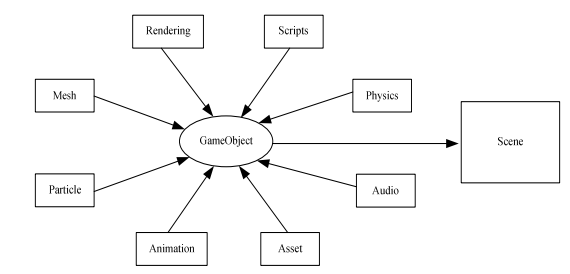 Rendering
Scripts
Mesh
Physics
GameObject
Scene
Particle
Audio
Animation
Asset